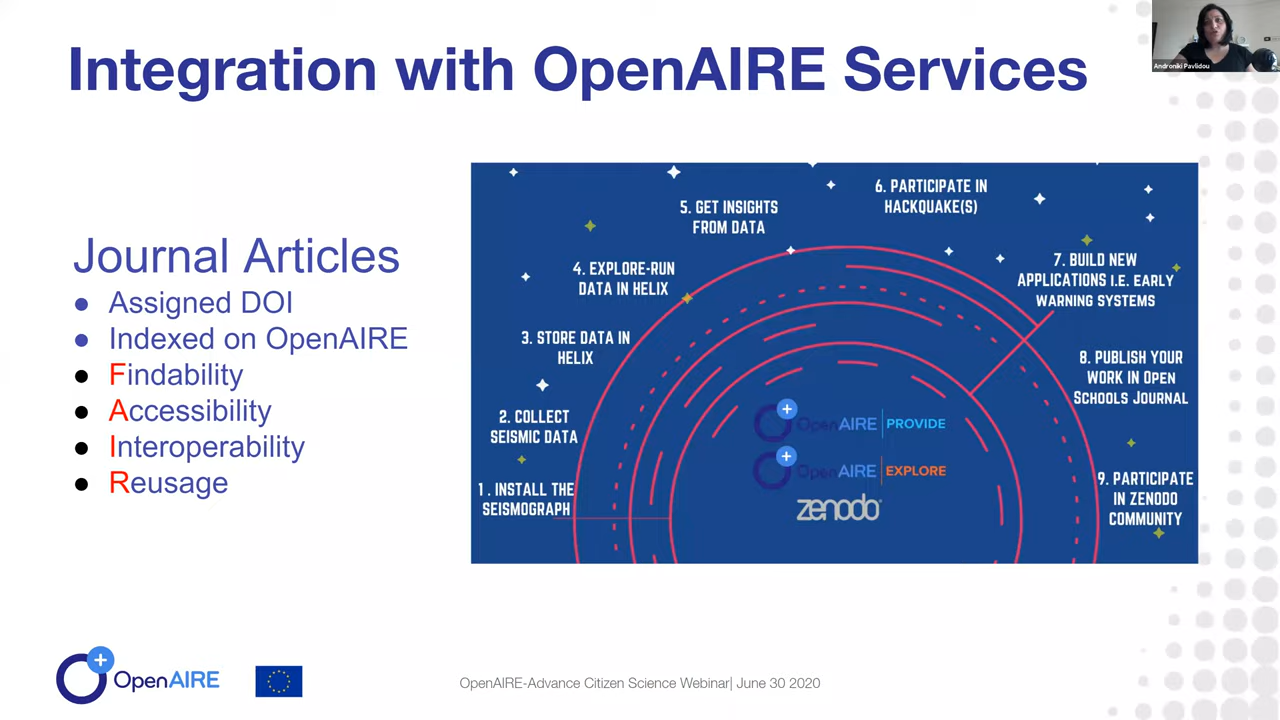 Integration with OpenAIRE Services
Androniki Pavlidou
Journal Articles
Assigned DOI
Indexed on OpenAIRE
Findability
Accessibility
Interoperability
Reusage
1 . INSTALL THE
SEISMOGRAPH
2. COLLECT
SEISMIC DATA
3. STORE DATA IN
HELIX
4. EXPLORE-RUN
DATA IN HELIX
5. GET INSIGHTS
FROM DATA
6. PARTICIPATE IN
HACKQUAKE(S)
7. BUILD NEW
APPLICATIONS I.E. EARLY
WARNING SYSTEMS
8. PUBLISH YOUR
WORK IN OPEN
SCHOOLS JOURNAL
9. PARTICIPATE
IN ZENODO
COMMUNITY
OpenAIRE PROVIDE
OpenAIRE EXPLORE
zenodo
OpenAIRE
OpenAIRE-Advance Citizen Science Webinar| June 30 2020